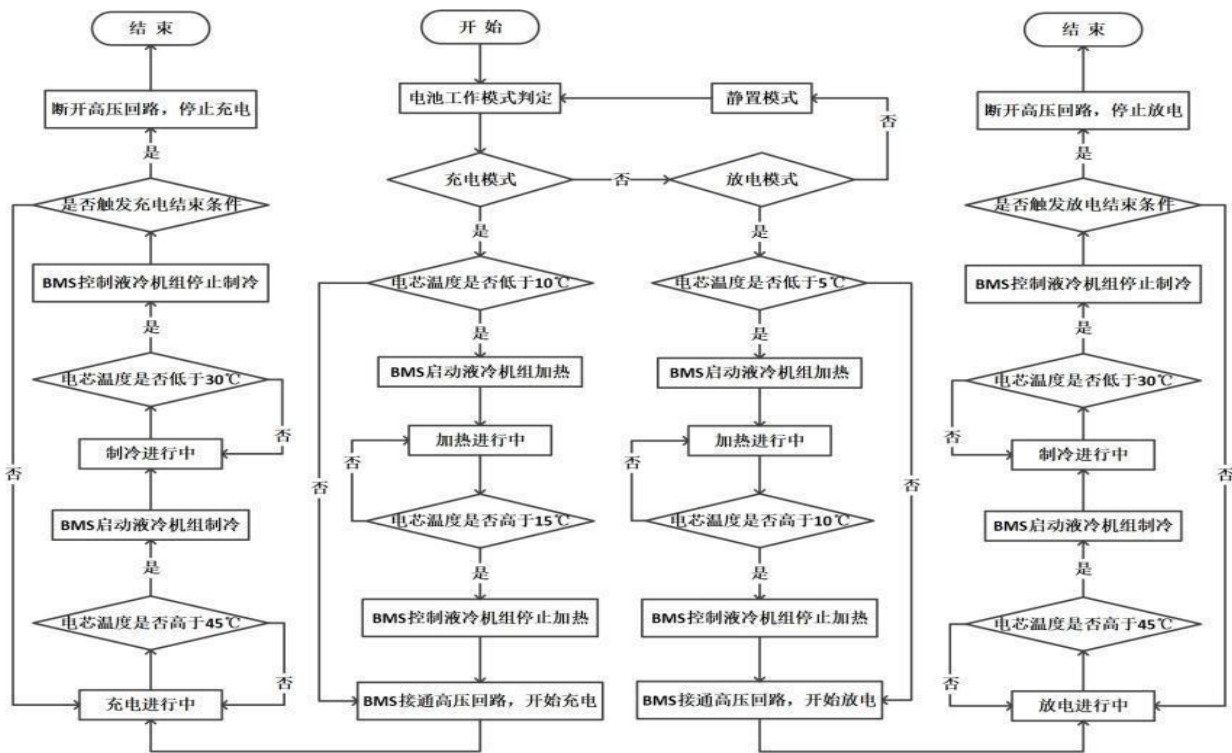 开 始
电池工作模式判定
静置模式
充电模式
否
放电模式
否
是
电芯温度是否低于10℃
否
是
BMS启动液冷机组加热
加热进行中
否
电芯温度是否高于15℃
是
BMS控制液冷机组停止加热
BMS接通高压回路，开始充电
是
电芯温度是否低于5℃
否
是
BMS启动液冷机组加热
加热进行中
否
电芯温度是否高于10℃
是
BMS控制液冷机组停止加热
BMS接通高压回路，开始放电
结 束
断开高压回路，停止充电
是
是否触发充电结束条件
否
BMS控制液冷机组停止制冷
是
电芯温度是否低于30℃
否
制冷进行中
BMS启动液冷机组制冷
是
电芯温度是否高于45℃
否
充电进行中
结 束
断开高压回路，停止放电
是
是否触发放电结束条件
否
BMS控制液冷机组停止制冷
是
电芯温度是否低于30℃
否
制冷进行中
BMS启动液冷机组制冷
是
电芯温度是否高于45℃
否
放电进行中